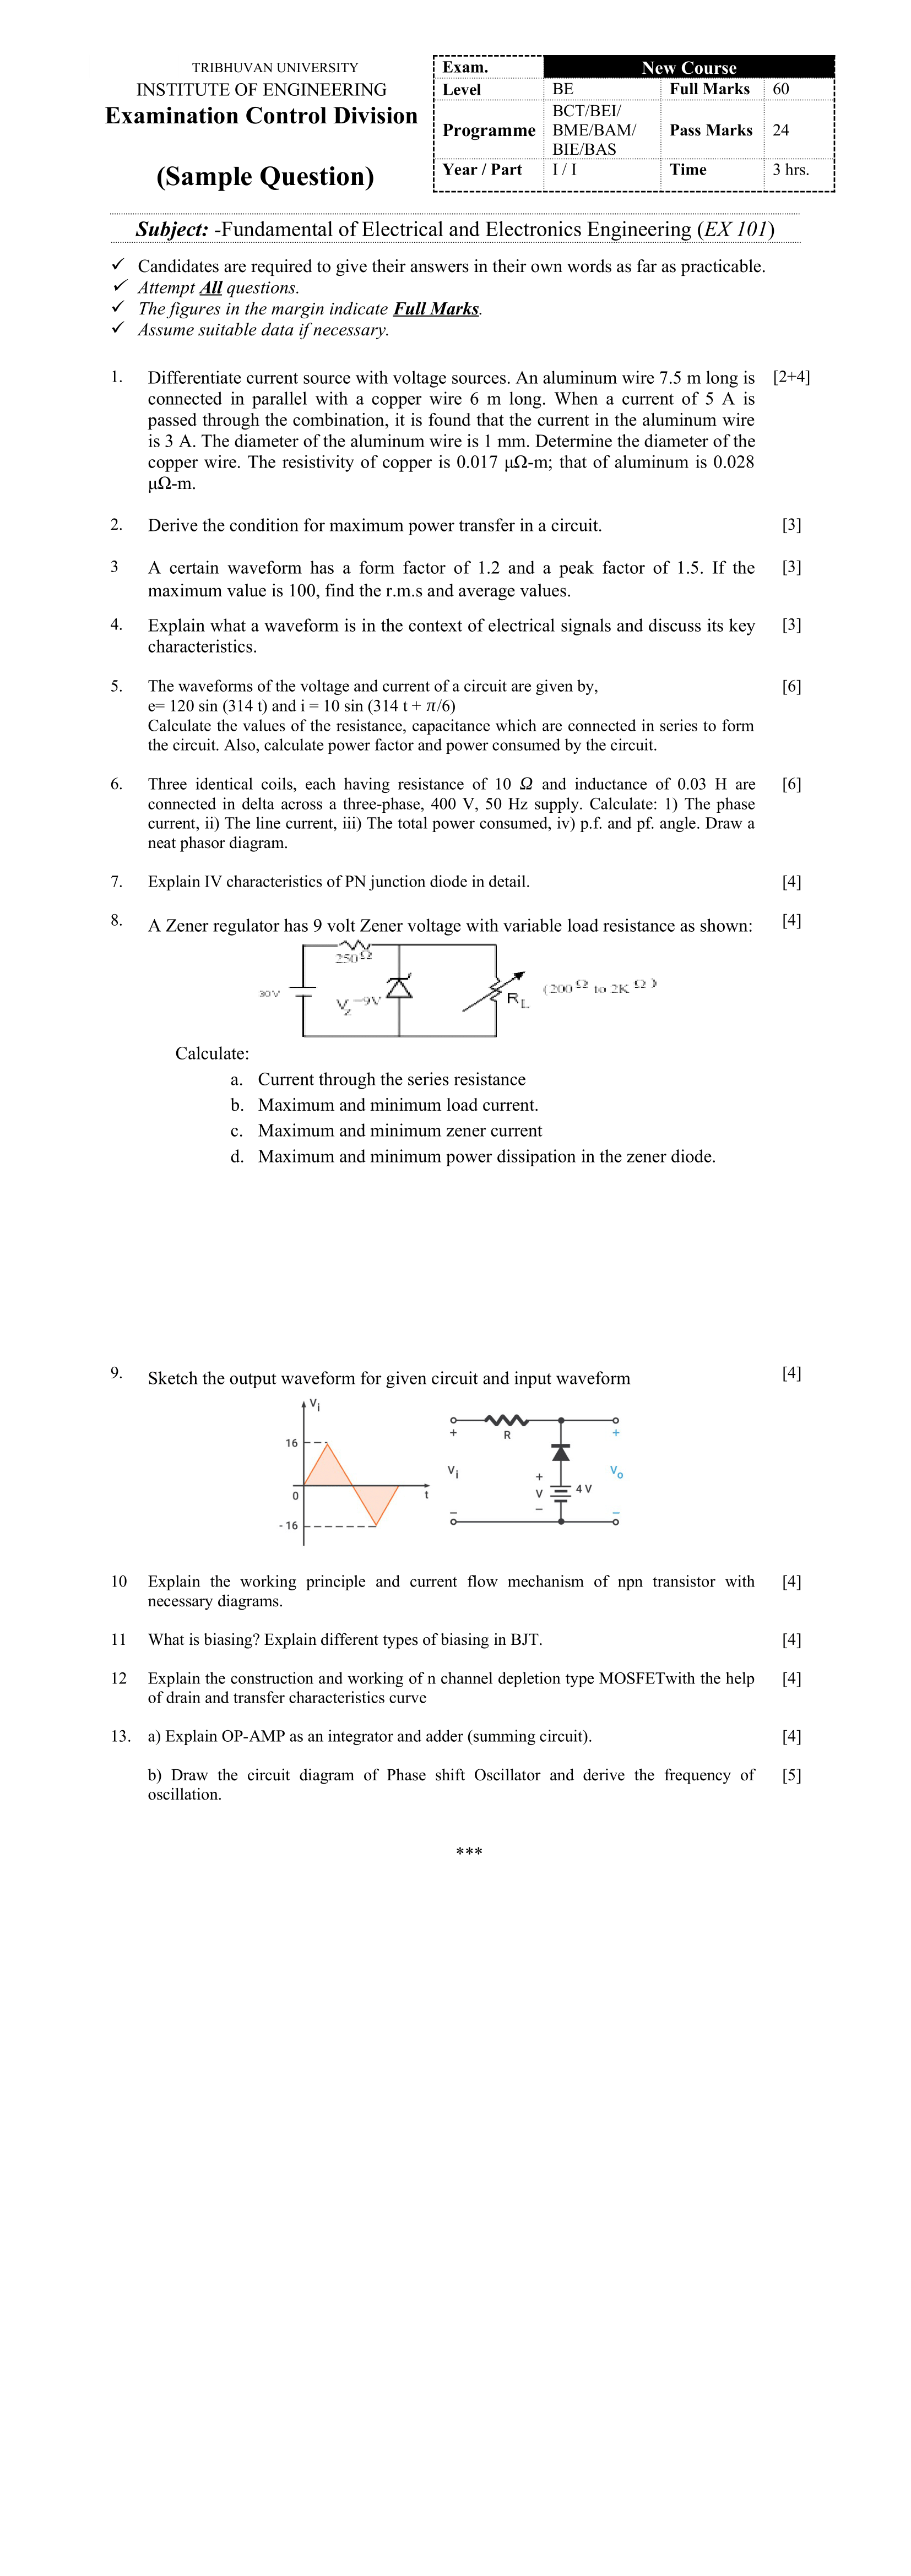 TRIBHUVAN UNIVERSITY
INSTITUTE OF ENGINEERING
Examination Control Division
(Sample Question)
Exam. New Course
Level BE Full Marks 60
Programme BCT/BEI/ BME/BAM/ BIE/BAS Pass Marks 24
Year / Part I / I Time 3 hrs.
Subject: -Fundamental of Electrical and Electronics Engineering (EX 101)
✓ Candidates are required to give their answers in their own words as far as practicable.
✓ Attempt All questions.
✓ The figures in the margin indicate Full Marks.
✓ Assume suitable data if necessary.
1. Differentiate current source with voltage sources. An aluminum wire 7.5 m long is [2+4]
connected in parallel with a copper wire 6 m long. When a current of 5 A is
passed through the combination, it is found that the current in the aluminum wire
is 3 A. The diameter of the aluminum wire is 1 mm. Determine the diameter of the
copper wire. The resistivity of copper is 0.017 μΩ-m; that of aluminum is 0.028
μΩ-m.
2. Derive the condition for maximum power transfer in a circuit. [3]
3 A certain waveform has a form factor of 1.2 and a peak factor of 1.5. If the [3]
maximum value is 100, find the r.m.s and average values.
4. Explain what a waveform is in the context of electrical signals and discuss its key [3]
characteristics.
5. The waveforms of the voltage and current of a circuit are given by, [6]
e= 120 sin (314 t) and i = 10 sin (314 t + π/6)
Calculate the values of the resistance, capacitance which are connected in series to form
the circuit. Also, calculate power factor and power consumed by the circuit.
6. Three identical coils, each having resistance of 10 Ω and inductance of 0.03 H are [6]
connected in delta across a three-phase, 400 V, 50 Hz supply. Calculate: 1) The phase
current, ii) The line current, iii) The total power consumed, iv) p.f. and pf. angle. Draw a
neat phasor diagram.
7. Explain IV characteristics of PN junction diode in detail. [4]
8. A Zener regulator has 9 volt Zener voltage with variable load resistance as shown: [4]
250Ω
30V
Vz=9V
RL
(200 Ω to 2K Ω )
Calculate:
a. Current through the series resistance
b. Maximum and minimum load current.
c. Maximum and minimum zener current
d. Maximum and minimum power dissipation in the zener diode.
9. Sketch the output waveform for given circuit and input waveform [4]
Vi
16
0
t
- 16
R
+ +
Vi Vo
+
V 4 V
−
− −
10 Explain the working principle and current flow mechanism of npn transistor with [4]
necessary diagrams.
11 What is biasing? Explain different types of biasing in BJT. [4]
12 Explain the construction and working of n channel depletion type MOSFETwith the help [4]
of drain and transfer characteristics curve
13. a) Explain OP-AMP as an integrator and adder (summing circuit). [4]
b) Draw the circuit diagram of Phase shift Oscillator and derive the frequency of [5]
oscillation.
***